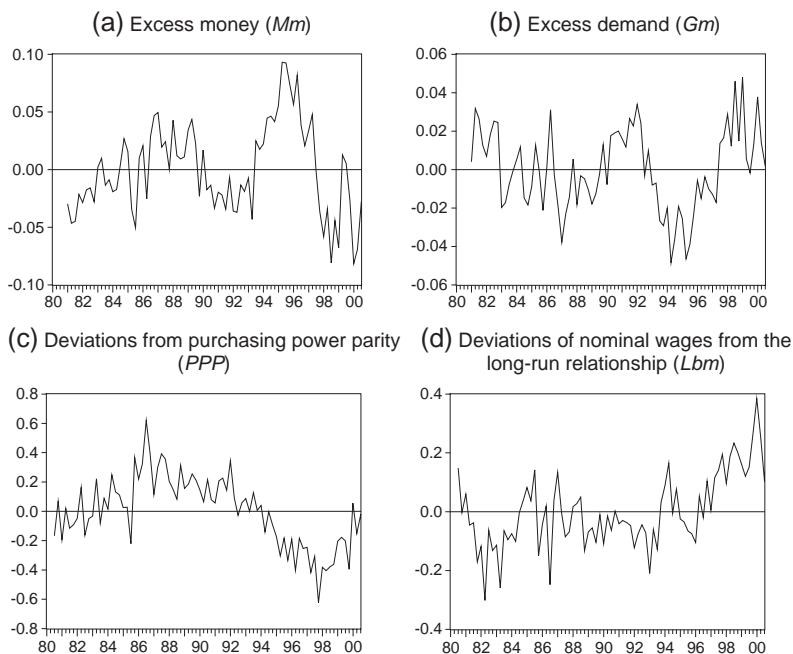 (a) Excess money (Mm)
0.10
0.05
0.00
-0.05
-0.10
80 82 84 86 88 90 92 94 96 98 00
(b) Excess demand (Gm)
0.06
0.04
0.02
0.00
-0.02
-0.04
-0.06
80 82 84 86 88 90 92 94 96 98 00
(c) Deviations from purchasing power parity
(PPP)
0.8
0.6
0.4
0.2
0.0
-0.2
-0.4
-0.6
-0.8
80 82 84 86 88 90 92 94 96 98 00
(d) Deviations of nominal wages from the
long-run relationship (Lbm)
0.4
0.2
0.0
-0.2
-0.4
80 82 84 86 88 90 92 94 96 98 00